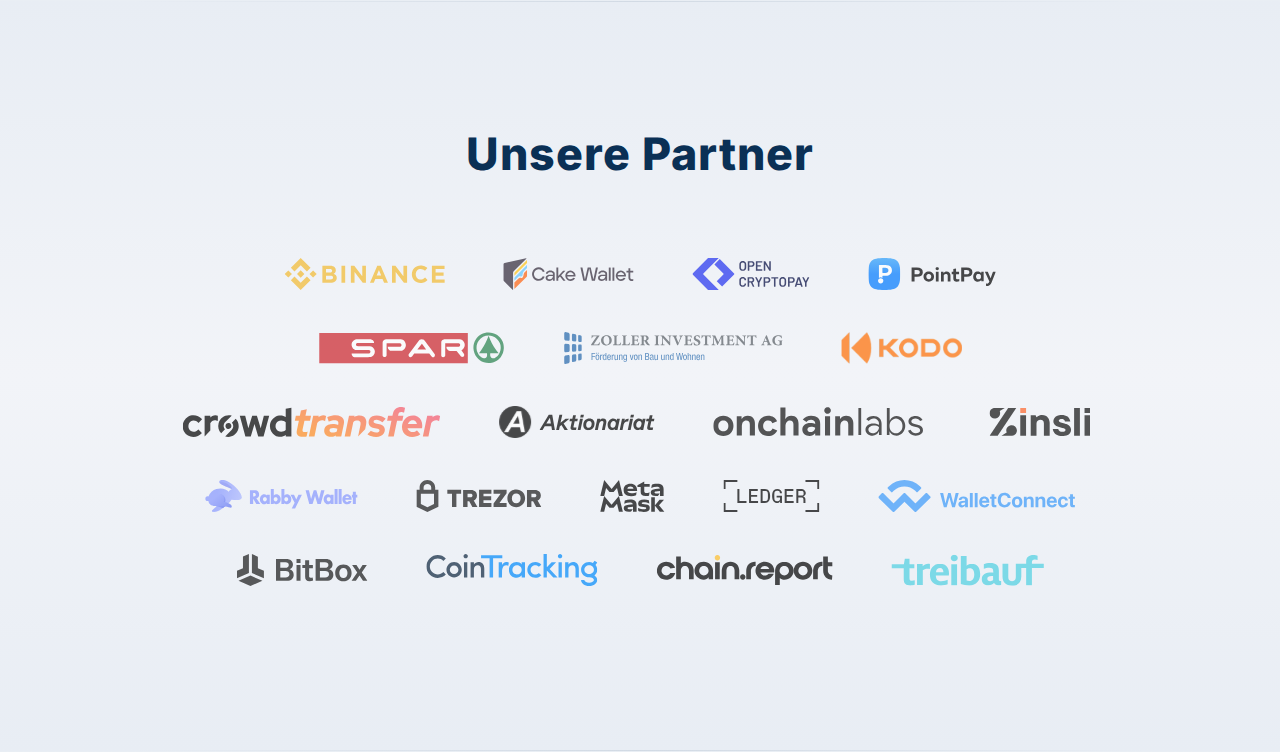 Unsere Partner
BINANCE
Cake Wallet
OPEN
CRYPTOPAY
P PointPay
SPAR
ZOLLER INVESTMENT AG
Förderung von Bau und Wohnen
KODO
crowdtransfer
A Aktionariat
onchainlabs
Zinsli
Rabby Wallet
TREZOR
Meta
Mask
LEDGER
WalletConnect
BitBox
CoinTracking
chain.report
treibauf